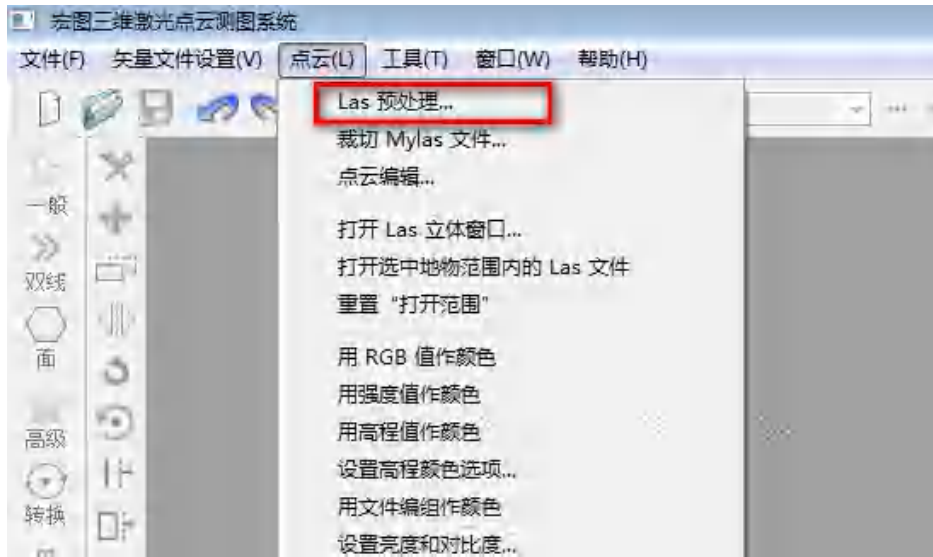 宏图三维激光点云测图系统
文件(F) 矢量文件设置(V) 点云(L) 工具(T) 窗口(W) 帮助(H)
Las 预处理...
裁切 Mylas 文件...
点云编辑...
打开 Las 立体窗口...
打开选中地物范围内的 Las 文件
重置“打开范围”
用 RGB 值作颜色
用强度值作颜色
用高程值作颜色
设置高程颜色选项...
用文件编组作颜色
设置亮度和对比度...
一般
双线
面
高级
转换